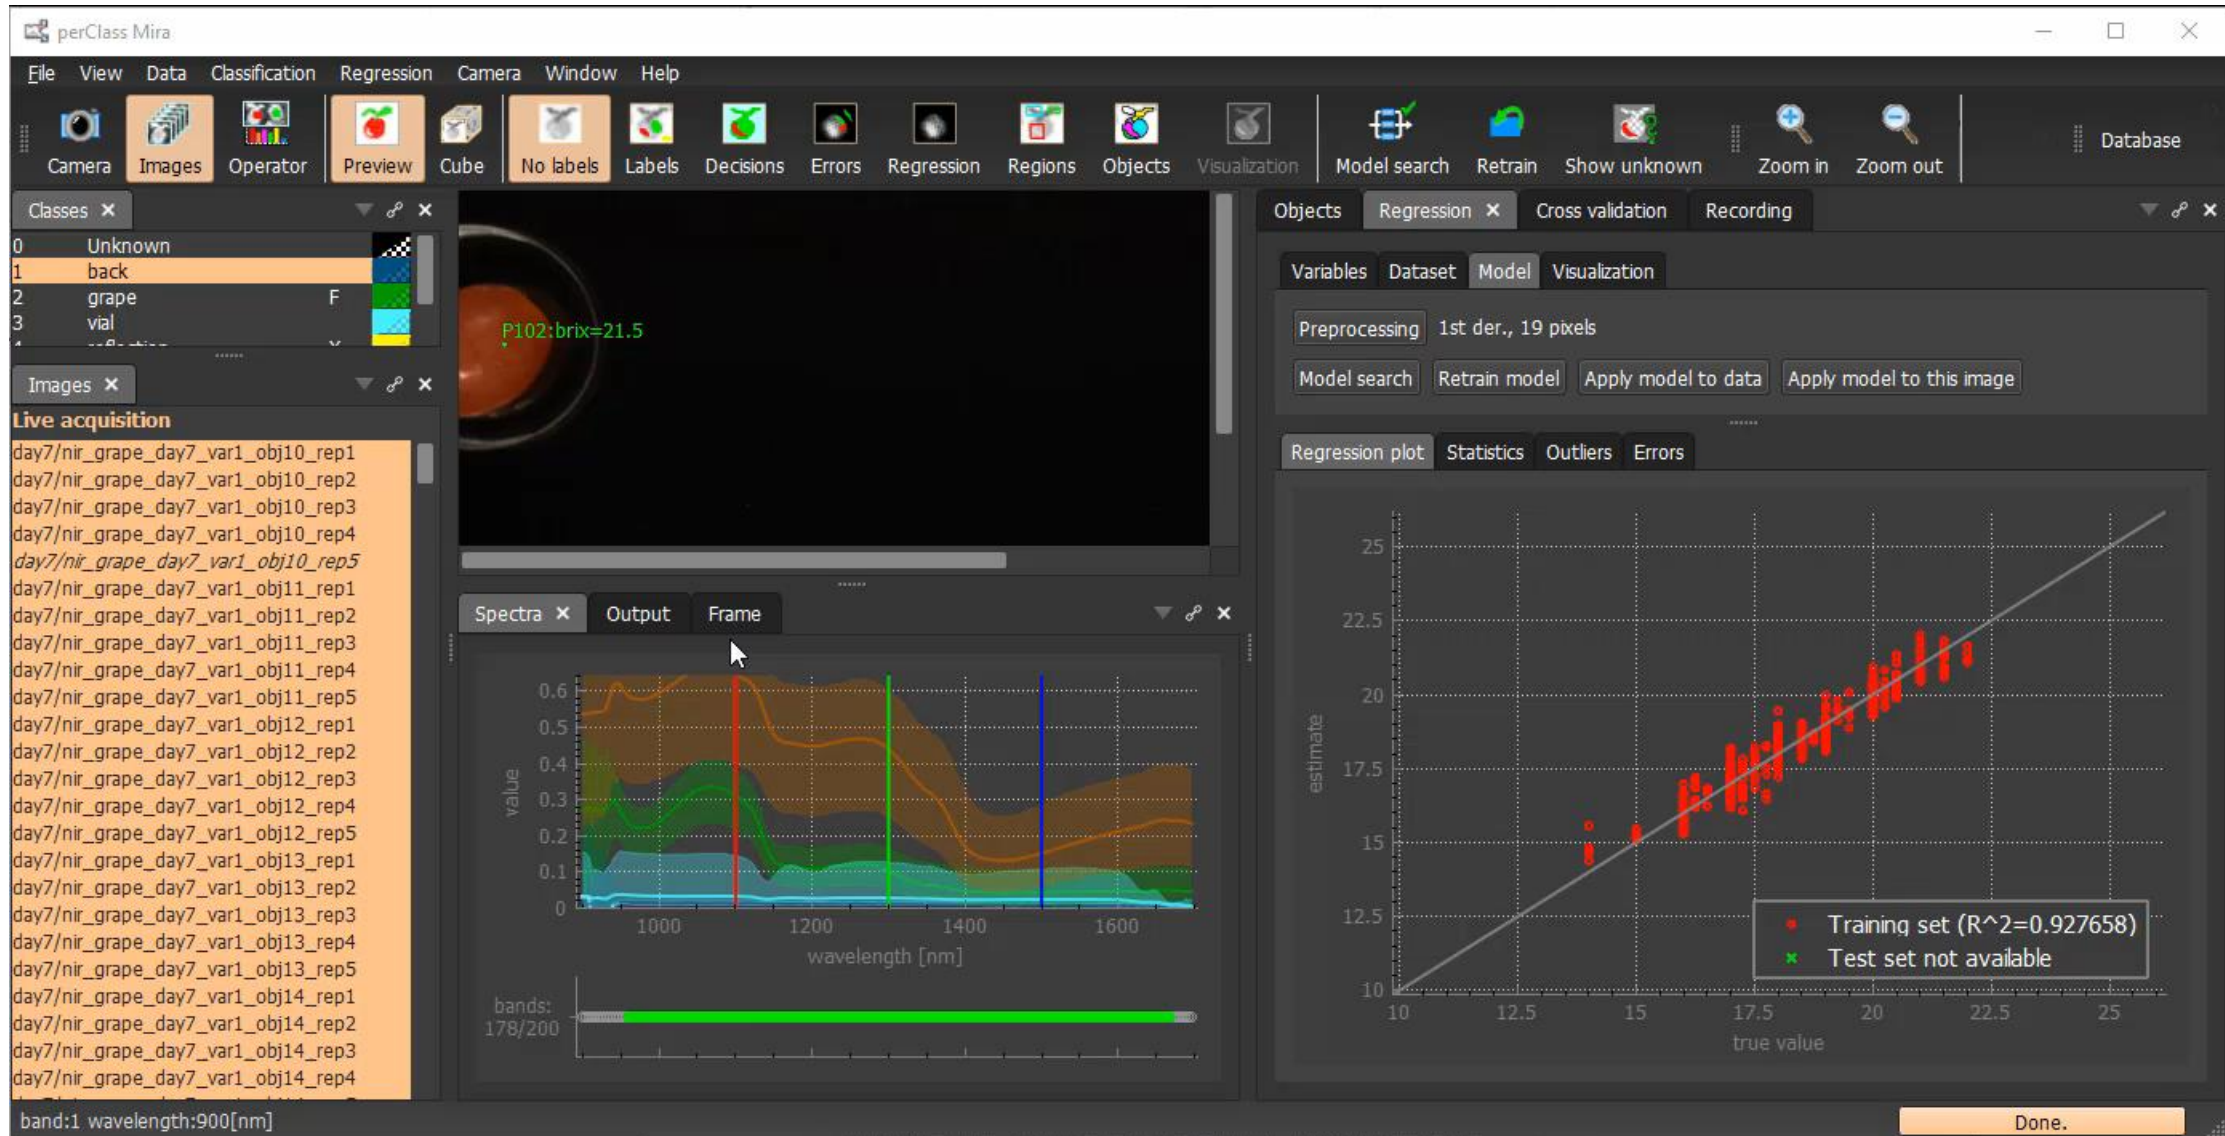 perClass Mira
File View Data Classification Regression Camera Window Help
Camera Images Operator Preview Cube No labels Labels Decisions Errors Regression Regions Objects Visualization Model search Retrain Show unknown Zoom in Zoom out Database
Classes
0 Unknown
1 back
2 grape F
3 vial
Images
Live acquisition
day7/nir_grape_day7_var1_obj10_rep1
day7/nir_grape_day7_var1_obj10_rep2
day7/nir_grape_day7_var1_obj10_rep3
day7/nir_grape_day7_var1_obj10_rep4
day7/nir_grape_day7_var1_obj10_rep5
day7/nir_grape_day7_var1_obj11_rep1
day7/nir_grape_day7_var1_obj11_rep2
day7/nir_grape_day7_var1_obj11_rep3
day7/nir_grape_day7_var1_obj11_rep4
day7/nir_grape_day7_var1_obj11_rep5
day7/nir_grape_day7_var1_obj12_rep1
day7/nir_grape_day7_var1_obj12_rep2
day7/nir_grape_day7_var1_obj12_rep3
day7/nir_grape_day7_var1_obj12_rep4
day7/nir_grape_day7_var1_obj12_rep5
day7/nir_grape_day7_var1_obj13_rep1
day7/nir_grape_day7_var1_obj13_rep2
day7/nir_grape_day7_var1_obj13_rep3
day7/nir_grape_day7_var1_obj13_rep4
day7/nir_grape_day7_var1_obj13_rep5
day7/nir_grape_day7_var1_obj14_rep1
day7/nir_grape_day7_var1_obj14_rep2
day7/nir_grape_day7_var1_obj14_rep3
day7/nir_grape_day7_var1_obj14_rep4
P102:brix=21.5
Spectra Output Frame
0.6
0.5
0.4
0.3
0.2
0.1
0
value
1000 1200 1400 1600
wavelength [nm]
bands:
178/200
Objects Regression Cross validation Recording
Variables Dataset Model Visualization
Preprocessing 1st der., 19 pixels
Model search Retrain model Apply model to data Apply model to this image
Regression plot Statistics Outliers Errors
25
22.5
20
17.5
15
12.5
10
estimate
Training set (R^2=0.927658)
Test set not available
10 12.5 15 17.5 20 22.5 25
true value
band:1 wavelength:900[nm]
Done.